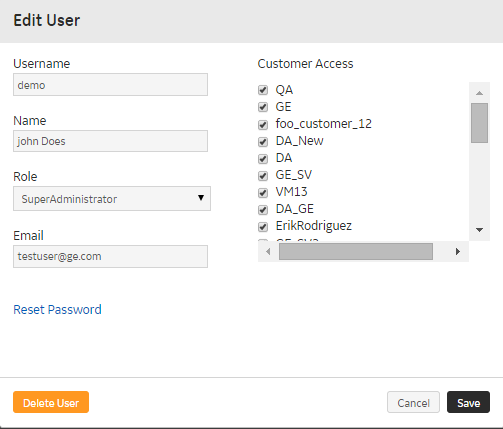 Edit User
Username
demo
Name
john Does
Role
SuperAdministrator
Email
testuser@ge.com
Reset Password
Customer Access
QA
GE
foo_customer_12
DA_New
DA
GE_SV
VM13
DA_GE
ErikRodriguez
Delete User
Cancel
Save